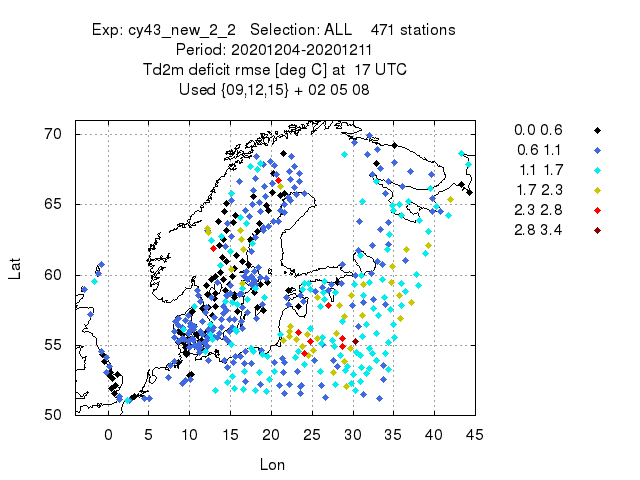 Exp: cy43_new_2_2   Selection: ALL    471 stations
Period: 20201204-20201211
Td2m deficit rmse [deg C] at  17 UTC
Used {09,12,15} + 02 05 08
70
65
60
55
50
Lat
0 5 10 15 20 25 30 35 40 45
Lon
0.0 0.6
0.6 1.1
1.1 1.7
1.7 2.3
2.3 2.8
2.8 3.4